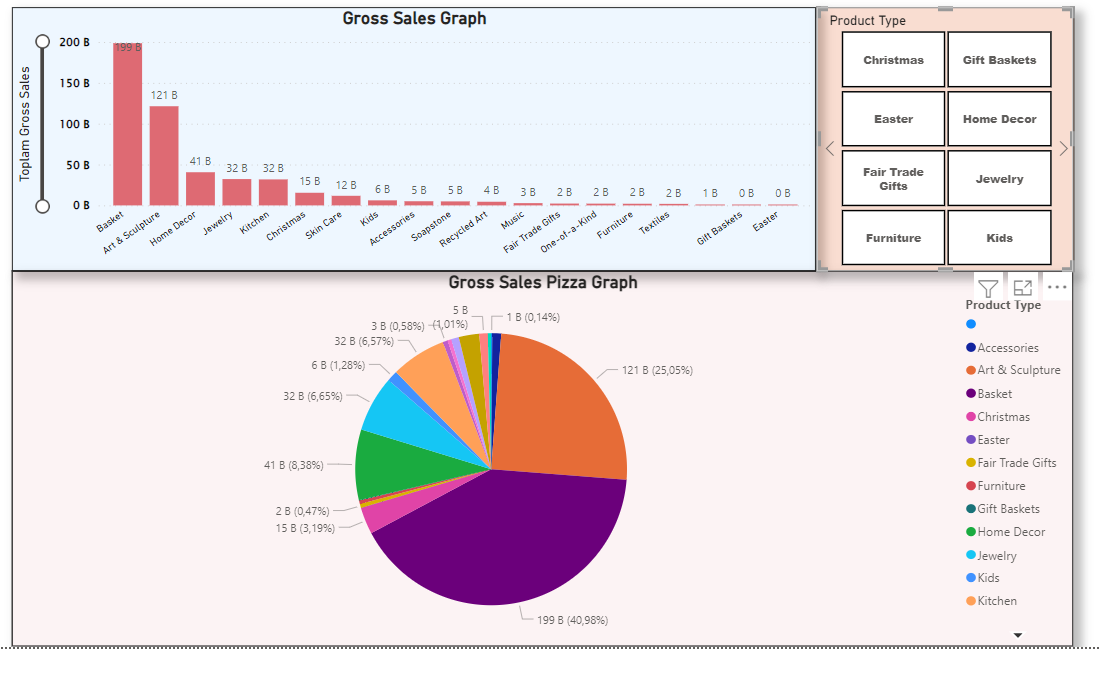 Gross Sales Graph
Toplam Gross Sales
200 B
150 B
100 B
50 B
0 B
199 B
121 B
41 B
32 B
32 B
15 B
12 B
6 B
5 B
5 B
4 B
3 B
2 B
2 B
2 B
2 B
1 B
0 B
0 B
Basket
Art & Sculpture
Home Decor
Jewelry
Kitchen
Christmas
Skin Care
Kids
Accessories
Soapstone
Recycled Art
Music
Fair Trade Gifts
One-of-a-Kind
Furniture
Textiles
Gift Baskets
Easter
Product Type
Christmas
Gift Baskets
Easter
Home Decor
Fair Trade
Gifts
Jewelry
Furniture
Kids
Gross Sales Pizza Graph
5 B
(1,01%)
1 B (0,14%)
3 B (0,58%)
32 B (6,57%)
6 B (1,28%)
32 B (6,65%)
41 B (8,38%)
2 B (0,47%)
15 B (3,19%)
121 B (25,05%)
199 B (40,98%)
Product Type
Accessories
Art & Sculpture
Basket
Christmas
Easter
Fair Trade Gifts
Furniture
Gift Baskets
Home Decor
Jewelry
Kids
Kitchen